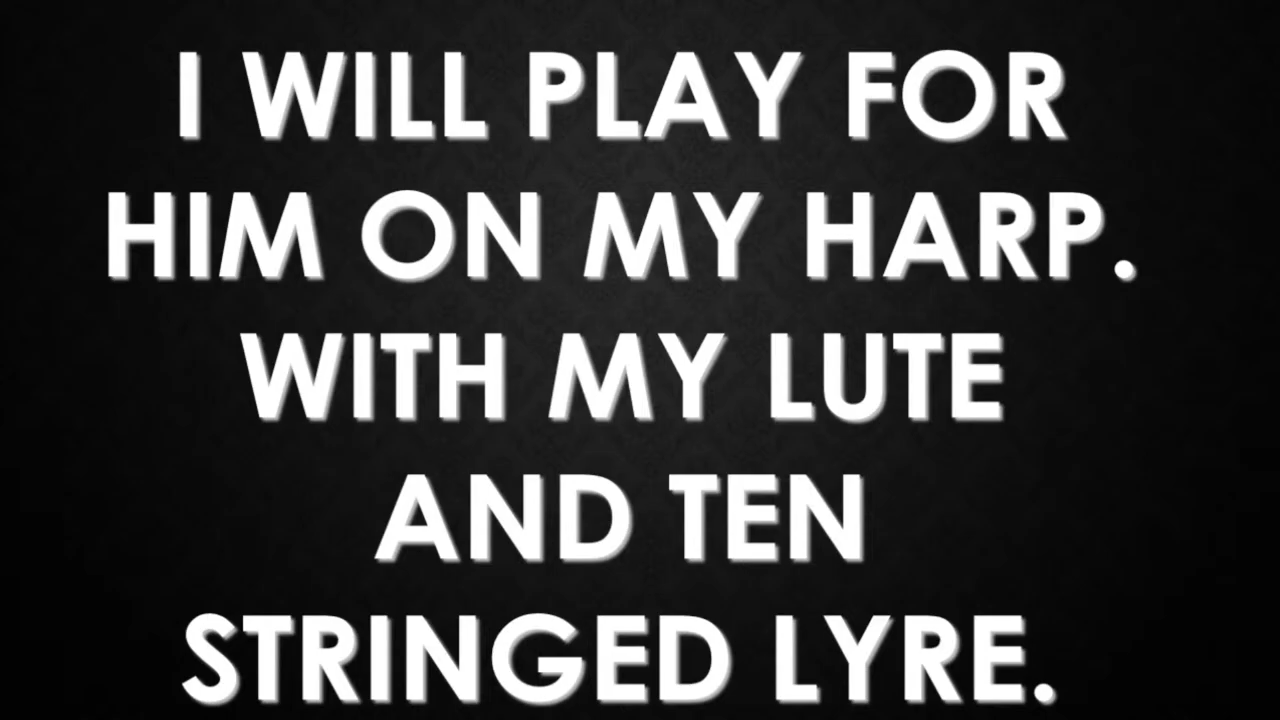 I WILL PLAY FOR
HIM ON MY HARP.
WITH MY LUTE
AND TEN
STRINGED LYRE.